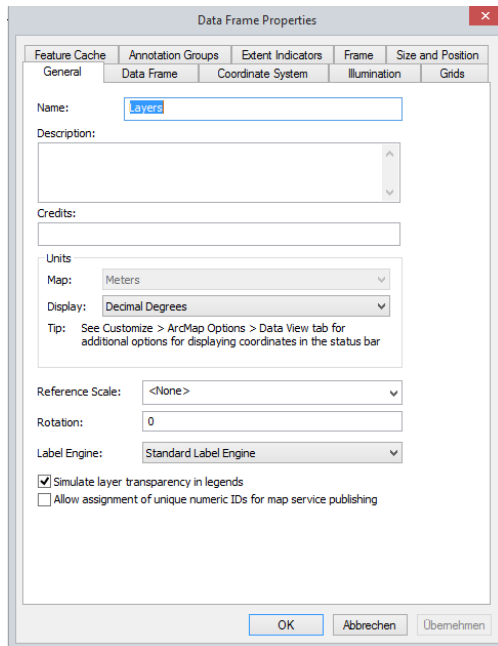 Data Frame Properties
Feature Cache Annotation Groups Extent Indicators Frame Size and Position
General Data Frame Coordinate System Illumination Grids
Name: Layers
Description:
Credits:
Units
Map: Meters
Display: Decimal Degrees
Tip: See Customize > ArcMap Options > Data View tab for
additional options for displaying coordinates in the status bar
Reference Scale: <None>
Rotation: 0
Label Engine: Standard Label Engine
Simulate layer transparency in legends
Allow assignment of unique numeric IDs for map service publishing
OK Abbrechen Übernehmen